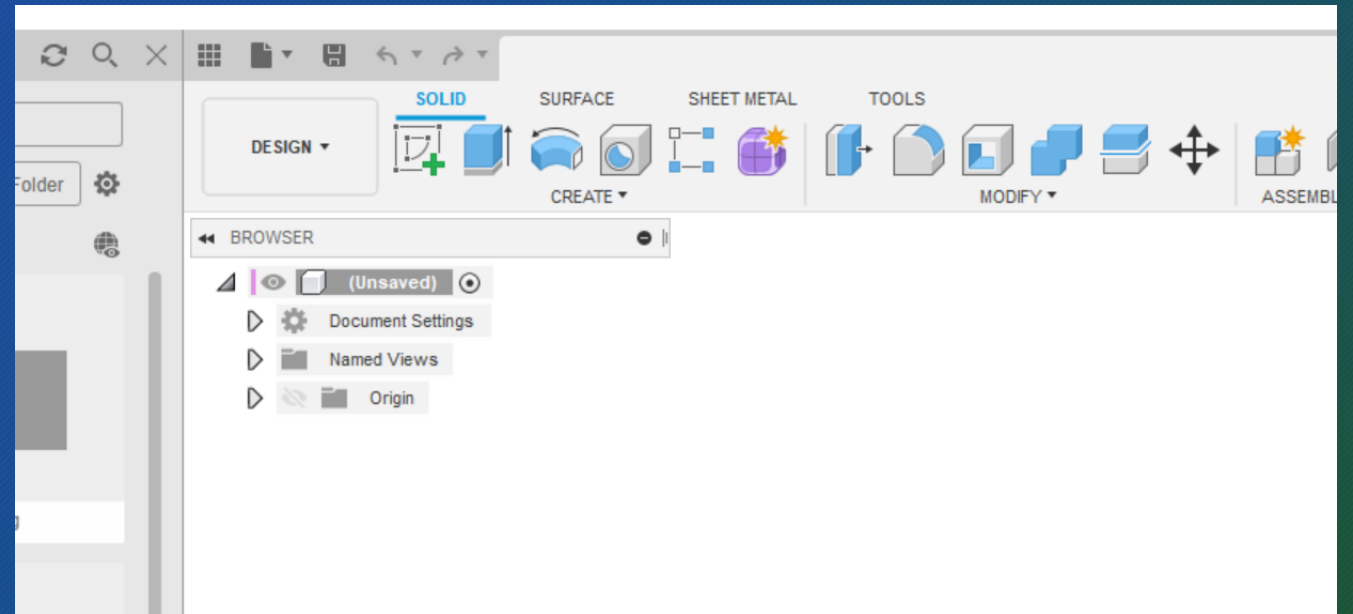 SOLID SURFACE SHEET METAL TOOLS
DESIGN
Folder
CREATE MODIFY
BROWSER
(Unsaved)
Document Settings
Named Views
Origin